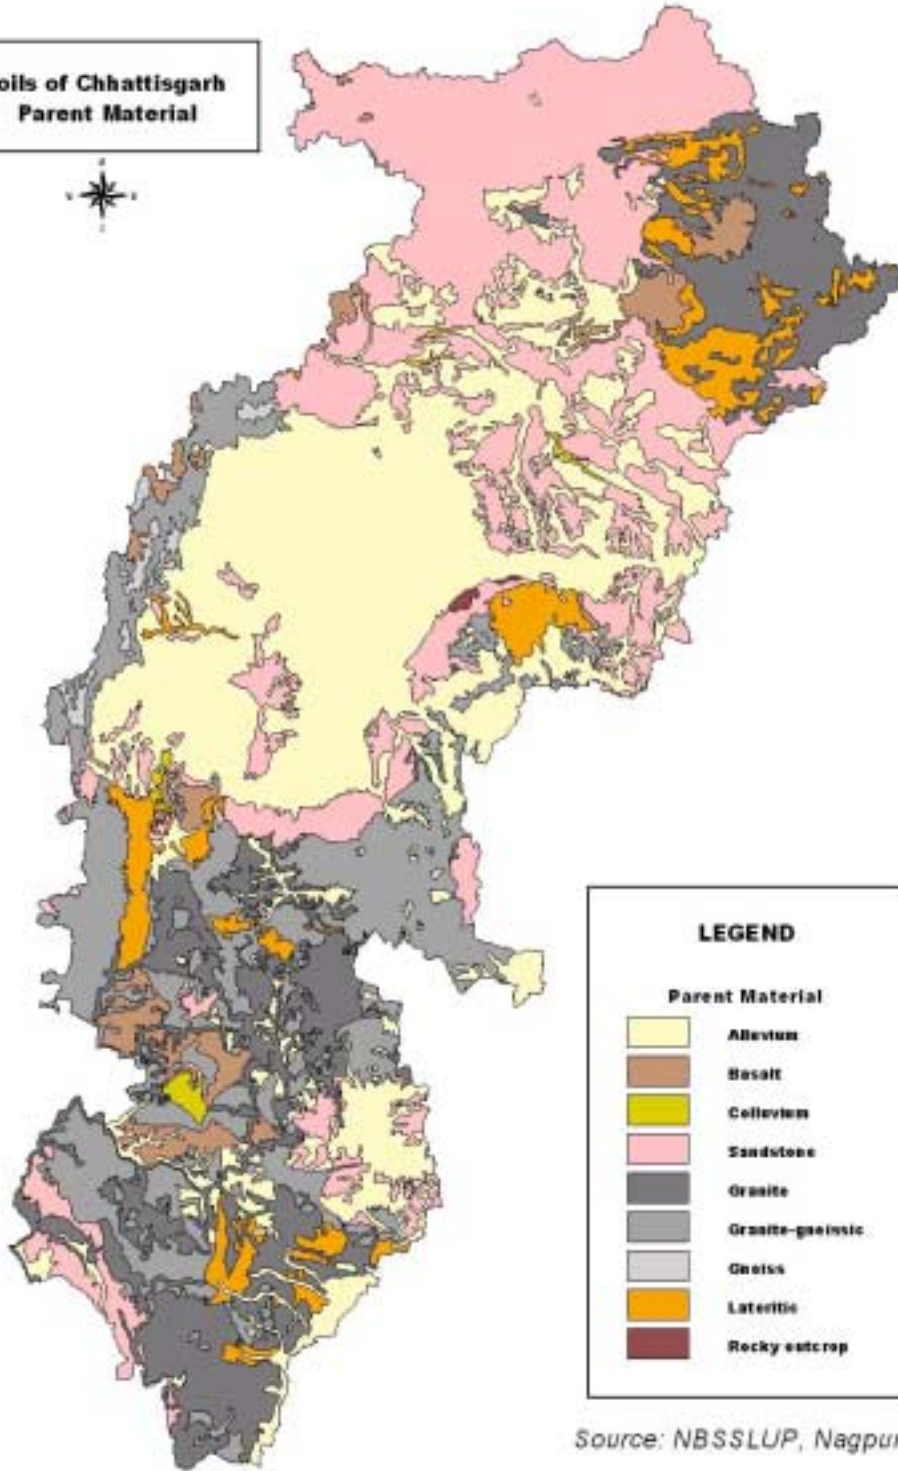 oils of Chhattisgarh
Parent Material
LEGEND
Parent Material
Alluvium
Basalt
Colluvium
Sandstone
Granite
Granite-gneissic
Gneiss
Lateritic
Rocky outcrop
Source: NBSSLUP, Nagpur